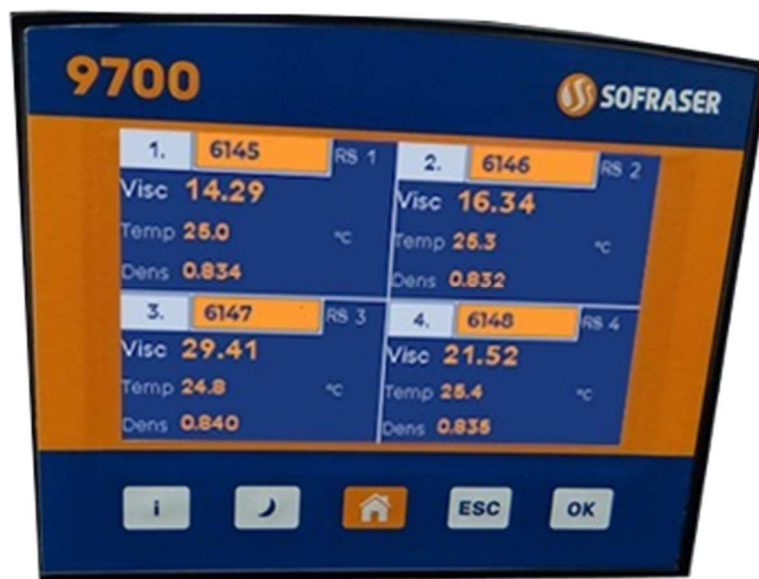 9700
SOFRASER
1. 6145 RS 1
Visc 14.29
Temp 25.0 °C
Dens 0.834
2. 6146 RS 2
Visc 16.34
Temp 25.3 °C
Dens 0.832
3. 6147 RS 3
Visc 29.41
Temp 24.8 °C
Dens 0.840
4. 6148 RS 4
Visc 21.52
Temp 25.4 °C
Dens 0.835
i
ESC
OK